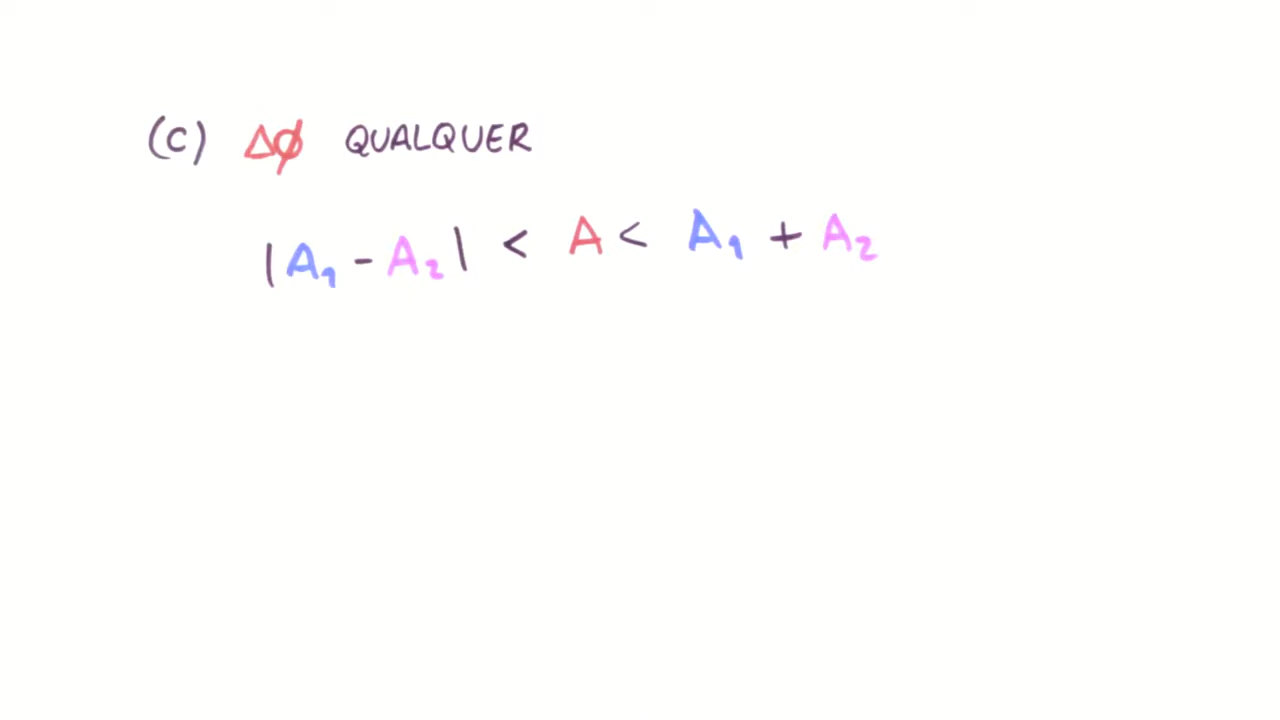 (C) Δϕ QUALQUER
|A₁ - A₂| < A < A₁ + A₂